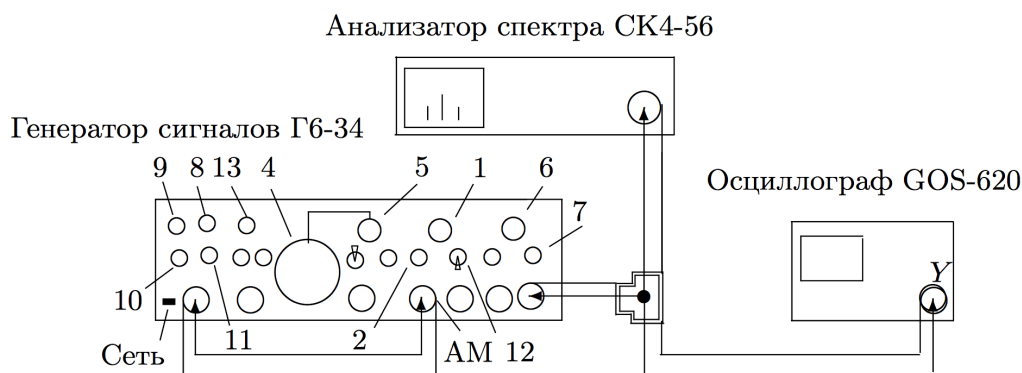 Анализатор спектра СК4-56
Генератор сигналов Г6-34
9 8 13 4 5 1 6
Осциллограф GOS-620
7
Y
10 11 2 АМ 12
Сеть